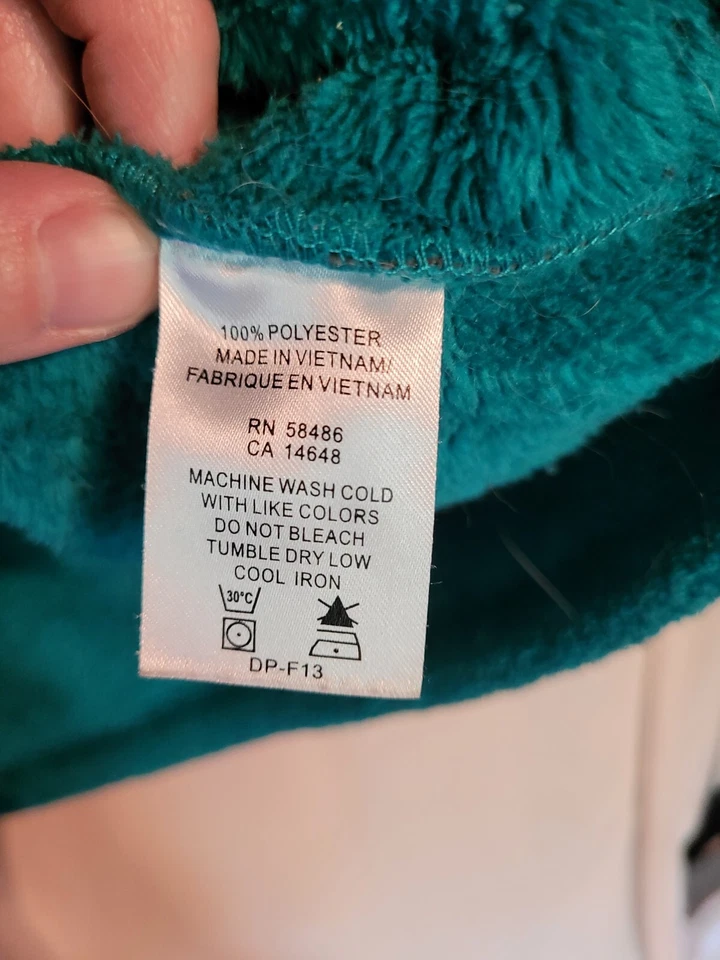 100% POLYESTER
MADE IN VIETNAM/
FABRIQUE EN VIETNAM
RN 58486
CA 14648
MACHINE WASH COLD
WITH LIKE COLORS
DO NOT BLEACH
TUMBLE DRY LOW
COOL IRON
30°C
DP-F13